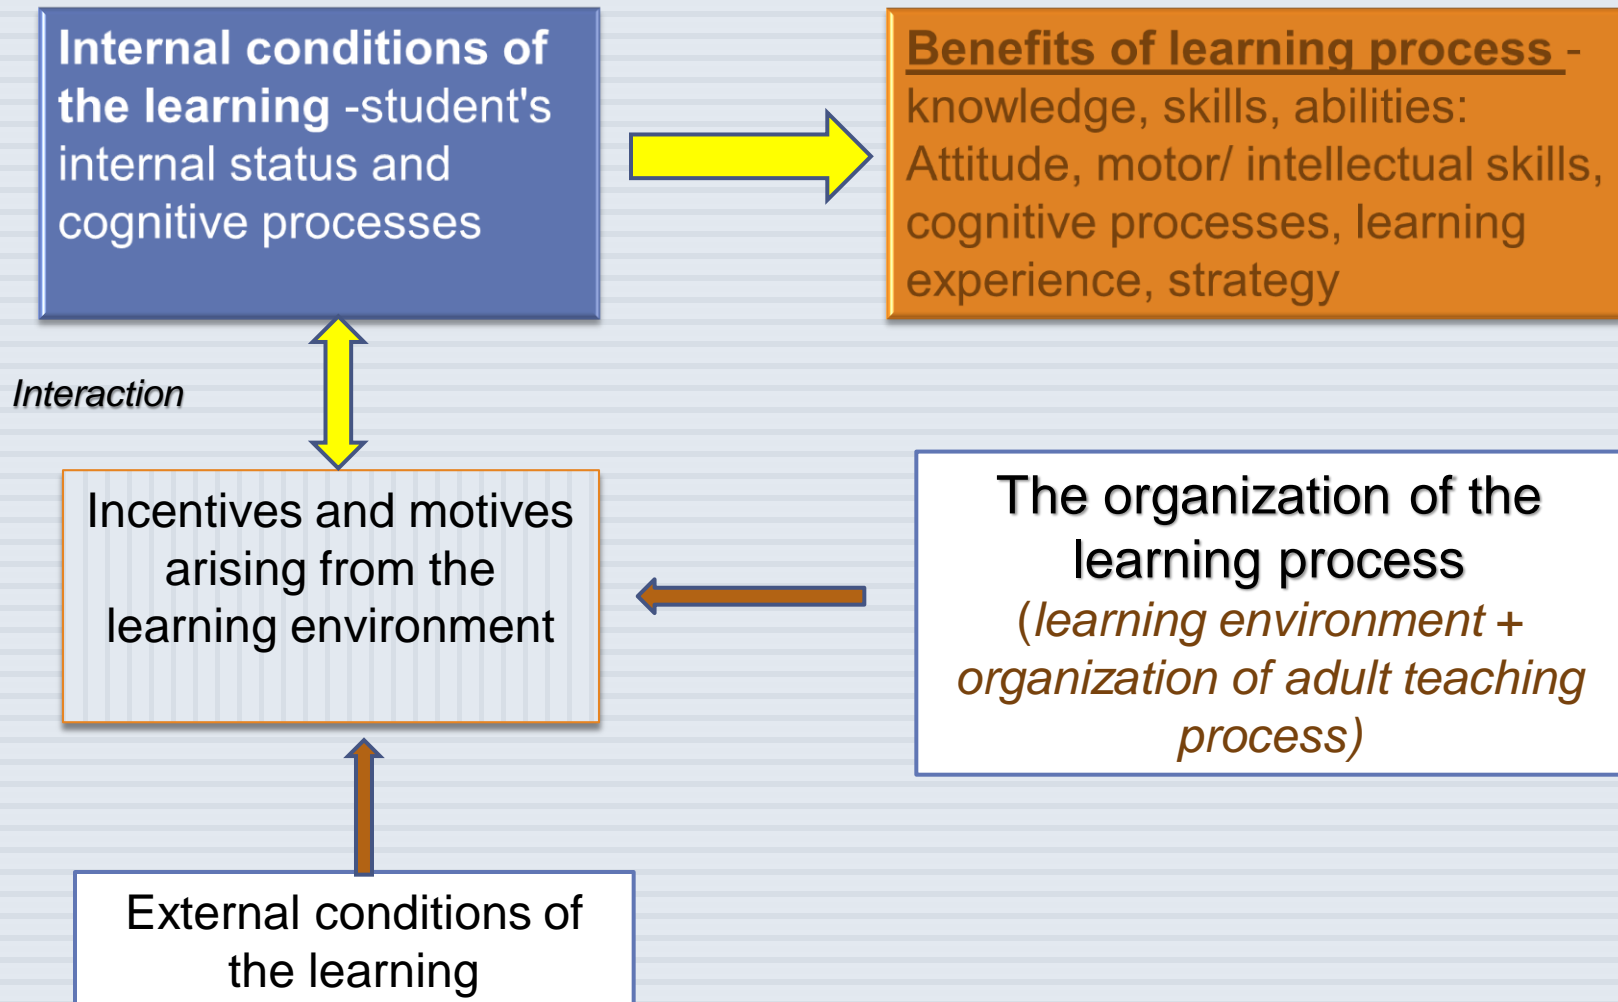 Internal conditions of
the learning -student's
internal status and
cognitive processes
Benefits of learning process -
knowledge, skills, abilities:
Attitude, motor/ intellectual skills,
cognitive processes, learning
experience, strategy
Interaction
Incentives and motives
arising from the
learning environment
The organization of the
learning process
(learning environment +
organization of adult teaching
process)
External conditions of
the learning